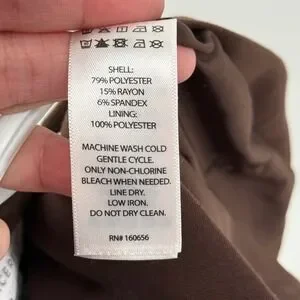 SHELL:
79% POLYESTER
15% RAYON
6% SPANDEX
LINING:
100% POLYESTER
MACHINE WASH COLD
GENTLE CYCLE.
ONLY NON-CHLORINE
BLEACH WHEN NEEDED.
LINE DRY.
LOW IRON.
DO NOT DRY CLEAN.
RN# 160656